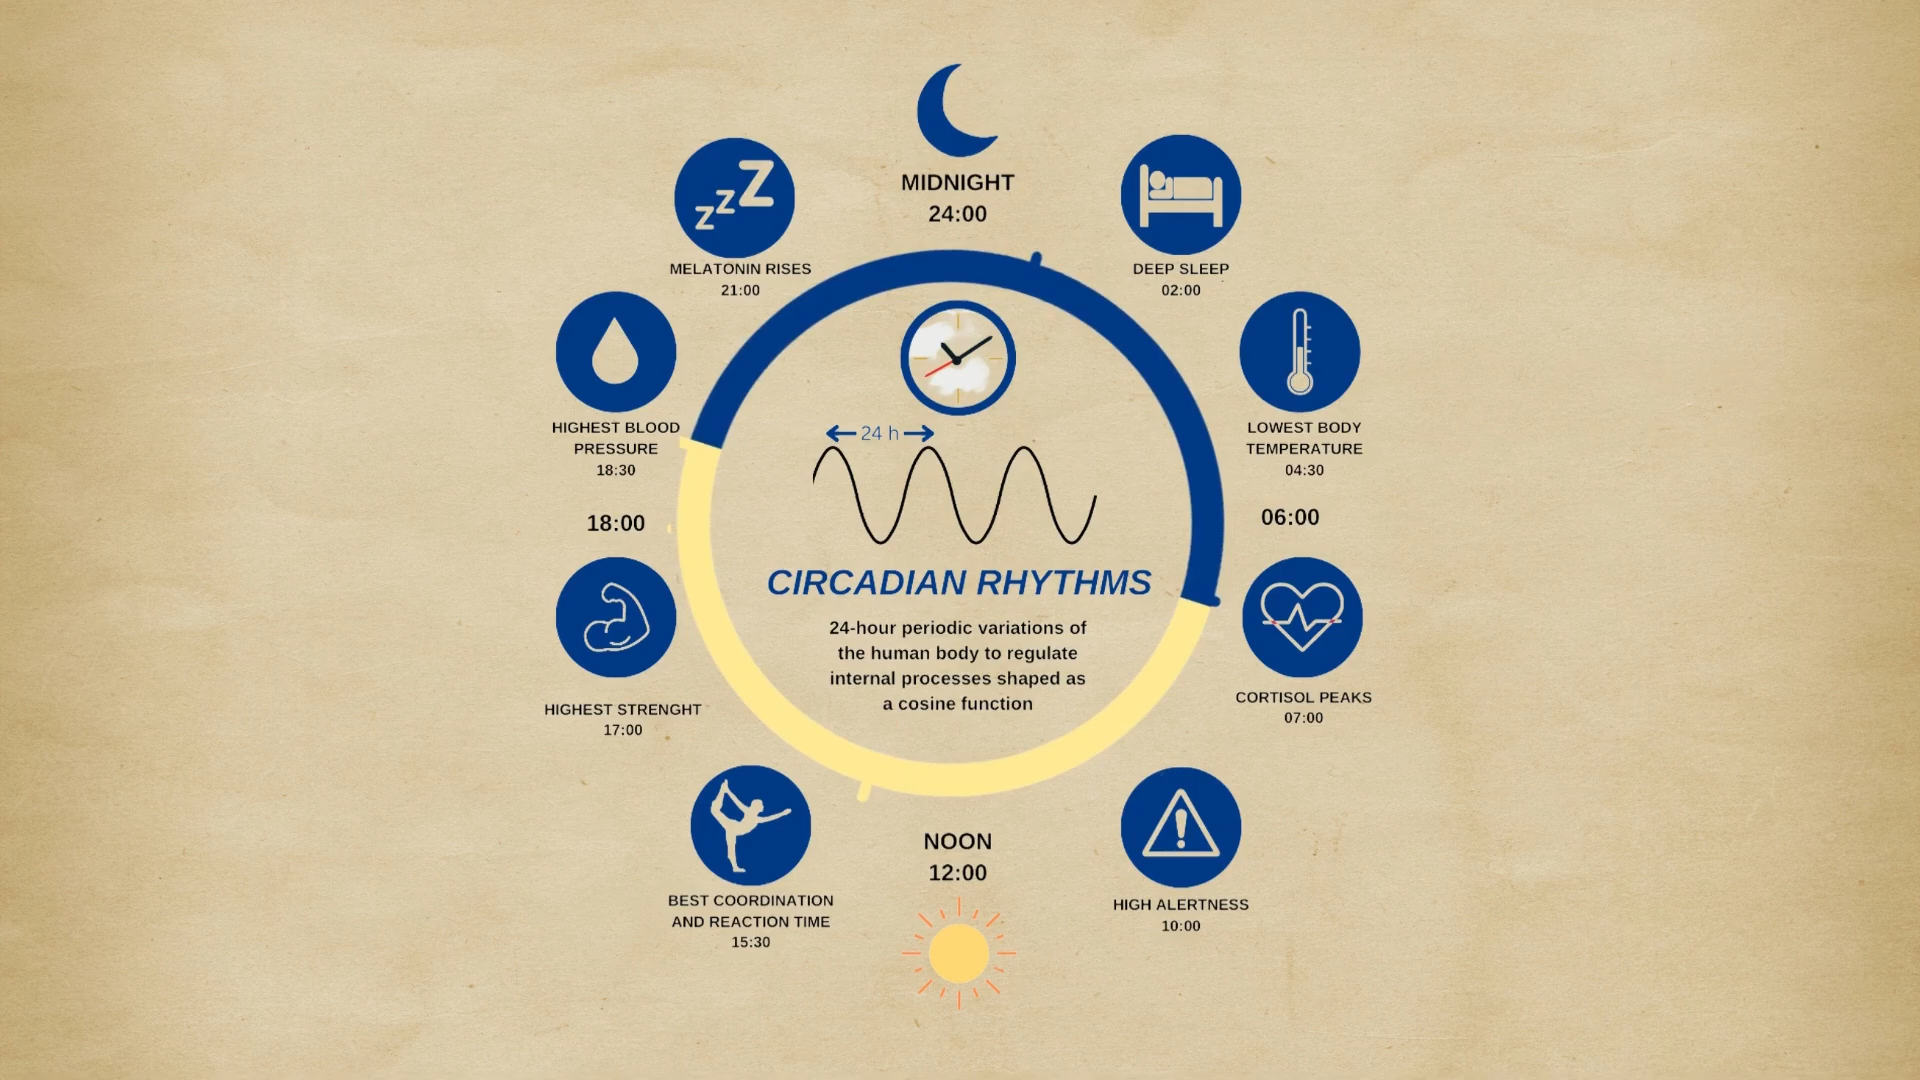 MIDNIGHT
24:00
MELATONIN RISES
21:00
DEEP SLEEP
02:00
HIGHEST BLOOD
PRESSURE
18:30
LOWEST BODY
TEMPERATURE
04:30
18:00
06:00
24 h
CIRCADIAN RHYTHMS
24-hour periodic variations of
the human body to regulate
internal processes shaped as
a cosine function
HIGHEST STRENGHT
17:00
CORTISOL PEAKS
07:00
BEST COORDINATION
AND REACTION TIME
15:30
NOON
12:00
HIGH ALERTNESS
10:00
zzZ